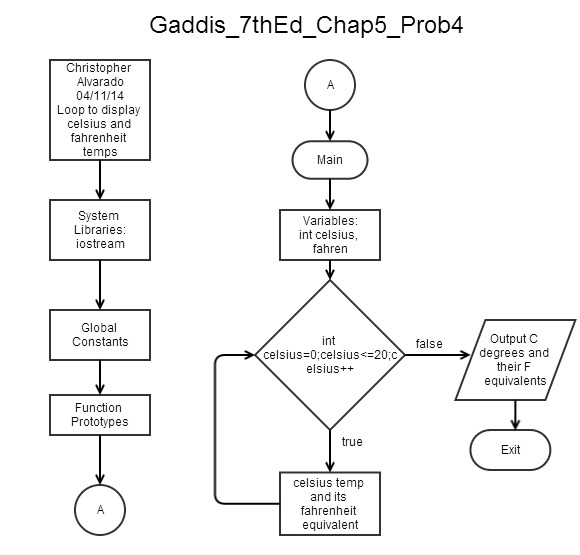 Gaddis_7thEd_Chap5_Prob4
Christopher
Alvarado
04/11/14
Loop to display
celsius and
fahrenheit
temps
System
Libraries:
iostream
Global
Constants
Function
Prototypes
A
A
Main
Variables:
int celsius,
fahren
int
celsius=0;celsius<=20;c
elsius++
false
true
celsius temp
and its
fahrenheit
equivalent
Output C
degrees and
their F
equivalents
Exit